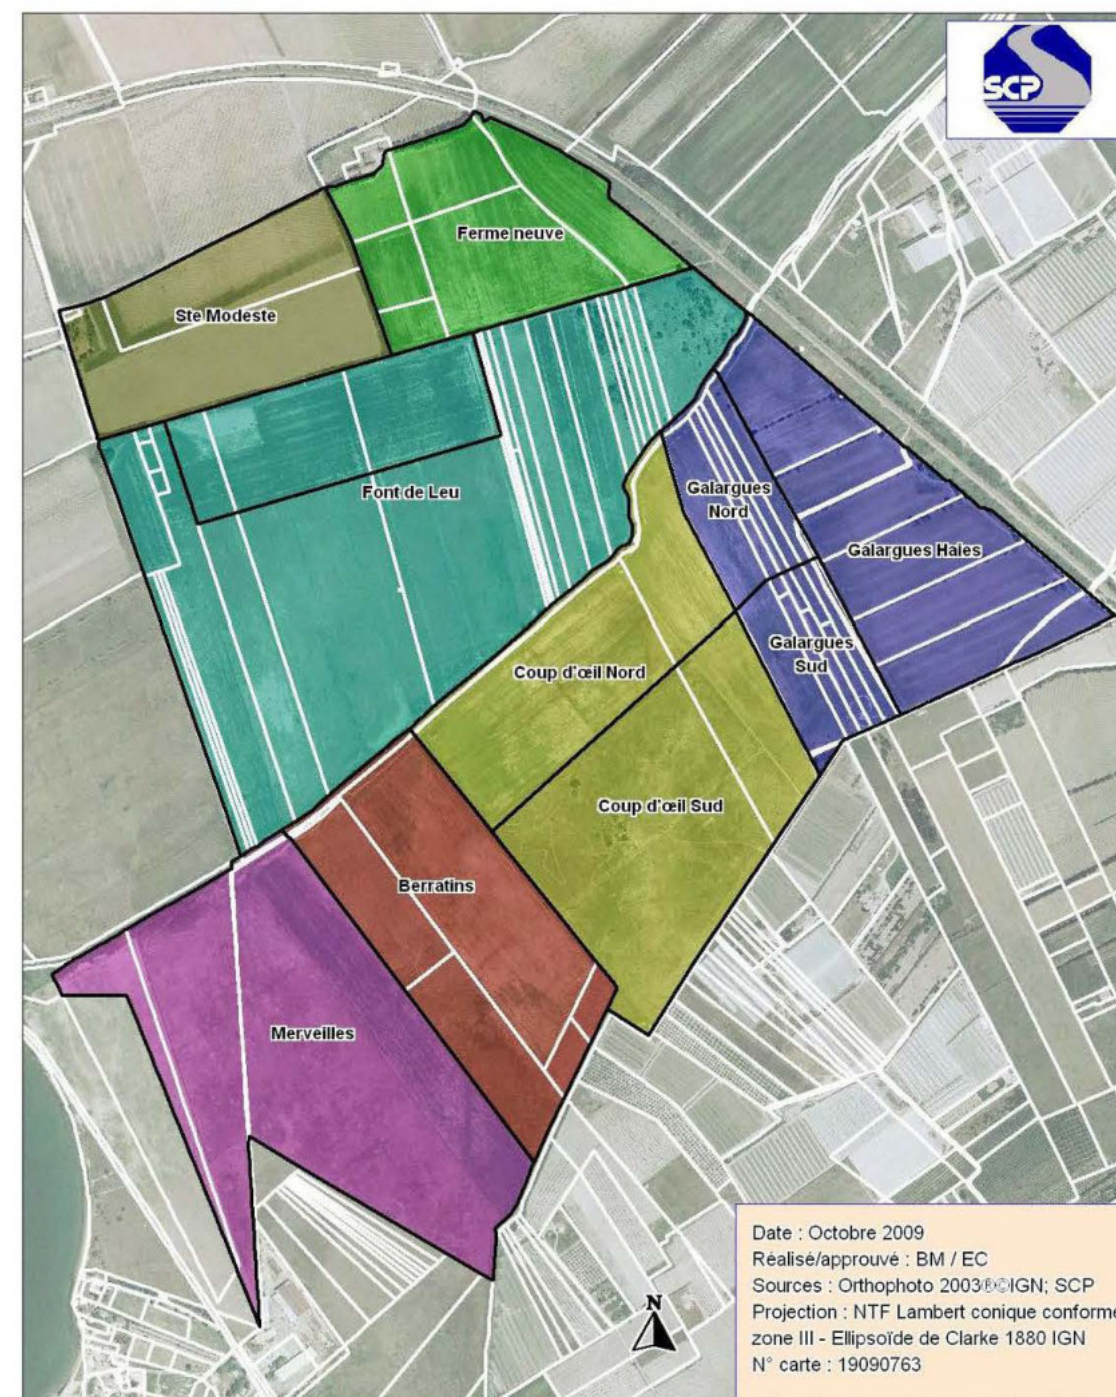 SCP
Ferme neuve
Ste Modeste
Font de Leu
Galargues
Nord
Galargues Haies
Galargues
Sud
Coup d'œil Nord
Coup d'œil Sud
Berratins
Merveilles
N
Date : Octobre 2009
Réalisé/approuvé : BM / EC
Sources : Orthophoto 2003®©IGN; SCP
Projection : NTF Lambert conique conforme
zone III - Ellipsoïde de Clarke 1880 IGN
N° carte : 19090763